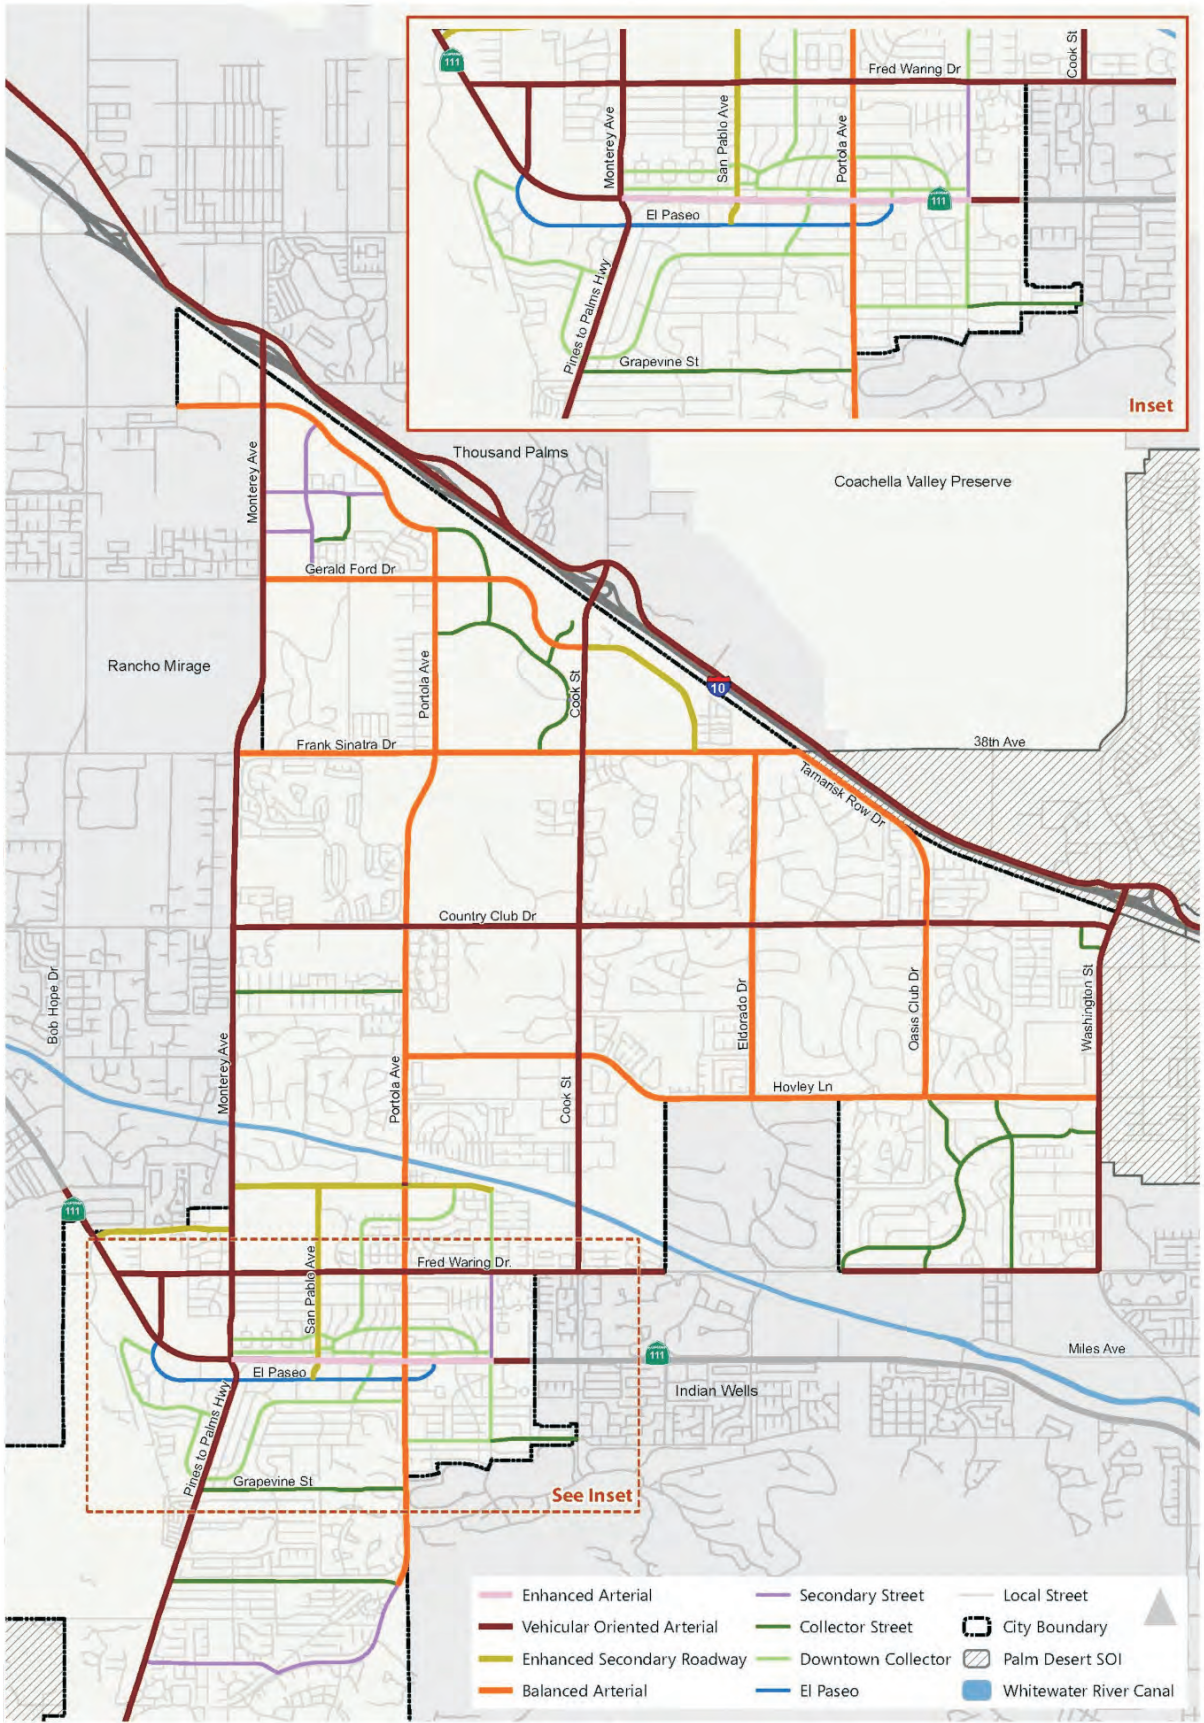 111
Fred Waring Dr
Cook St
Monterey Ave
San Pablo Ave
Portola Ave
111
El Paseo
Pines to Palms Hwy
Grapevine St
Inset
Thousand Palms
Coachella Valley Preserve
Monterey Ave
Gerald Ford Dr
Rancho Mirage
Portola Ave
Cook St
10
Frank Sinatra Dr
38th Ave
Tamarisk Row Dr
Country Club Dr
Bob Hope Dr
Eldorado Dr
Oasis Club Dr
Washington St
Monterey Ave
Portola Ave
Cook St
Hovley Ln
111
Fred Waring Dr.
San Pablo Ave
111
Miles Ave
El Paseo
Indian Wells
Pines to Palms Hwy
Grapevine St
See Inset
Enhanced Arterial
Vehicular Oriented Arterial
Enhanced Secondary Roadway
Balanced Arterial
Secondary Street
Collector Street
Downtown Collector
El Paseo
Local Street
City Boundary
Palm Desert SOI
Whitewater River Canal